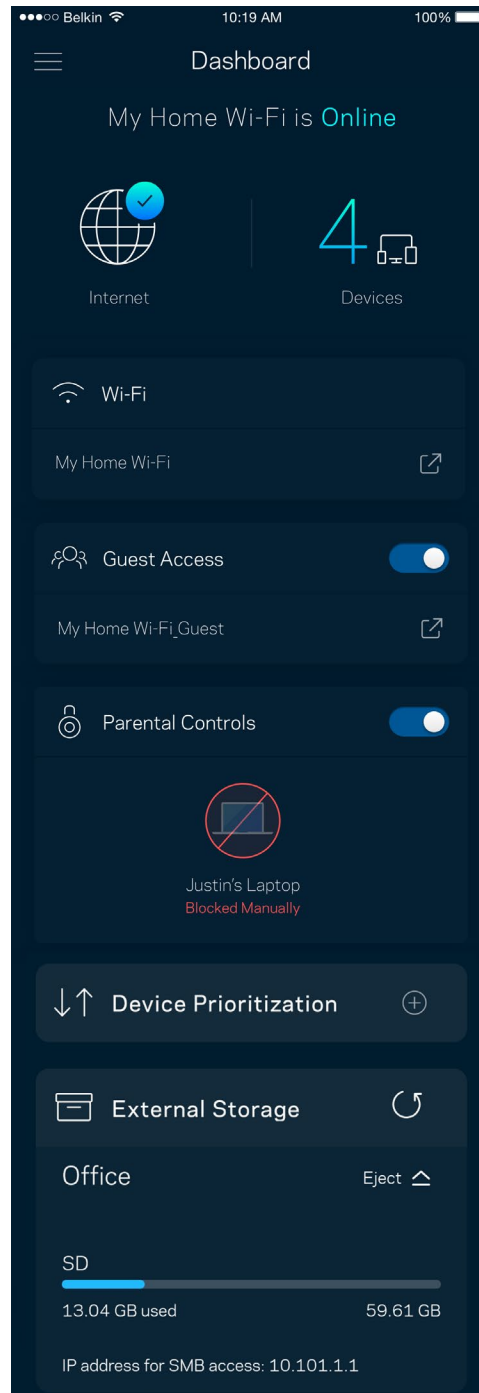 Belkin 10:19 AM 100%
Dashboard
My Home Wi-Fi is Online
4
Internet Devices
Wi-Fi
My Home Wi-Fi
Guest Access
My Home Wi-Fi_Guest
Parental Controls
Justin's Laptop
Blocked Manually
Device Prioritization
External Storage
Office Eject
SD
13.04 GB used 59.61 GB
IP address for SMB access: 10.101.1.1